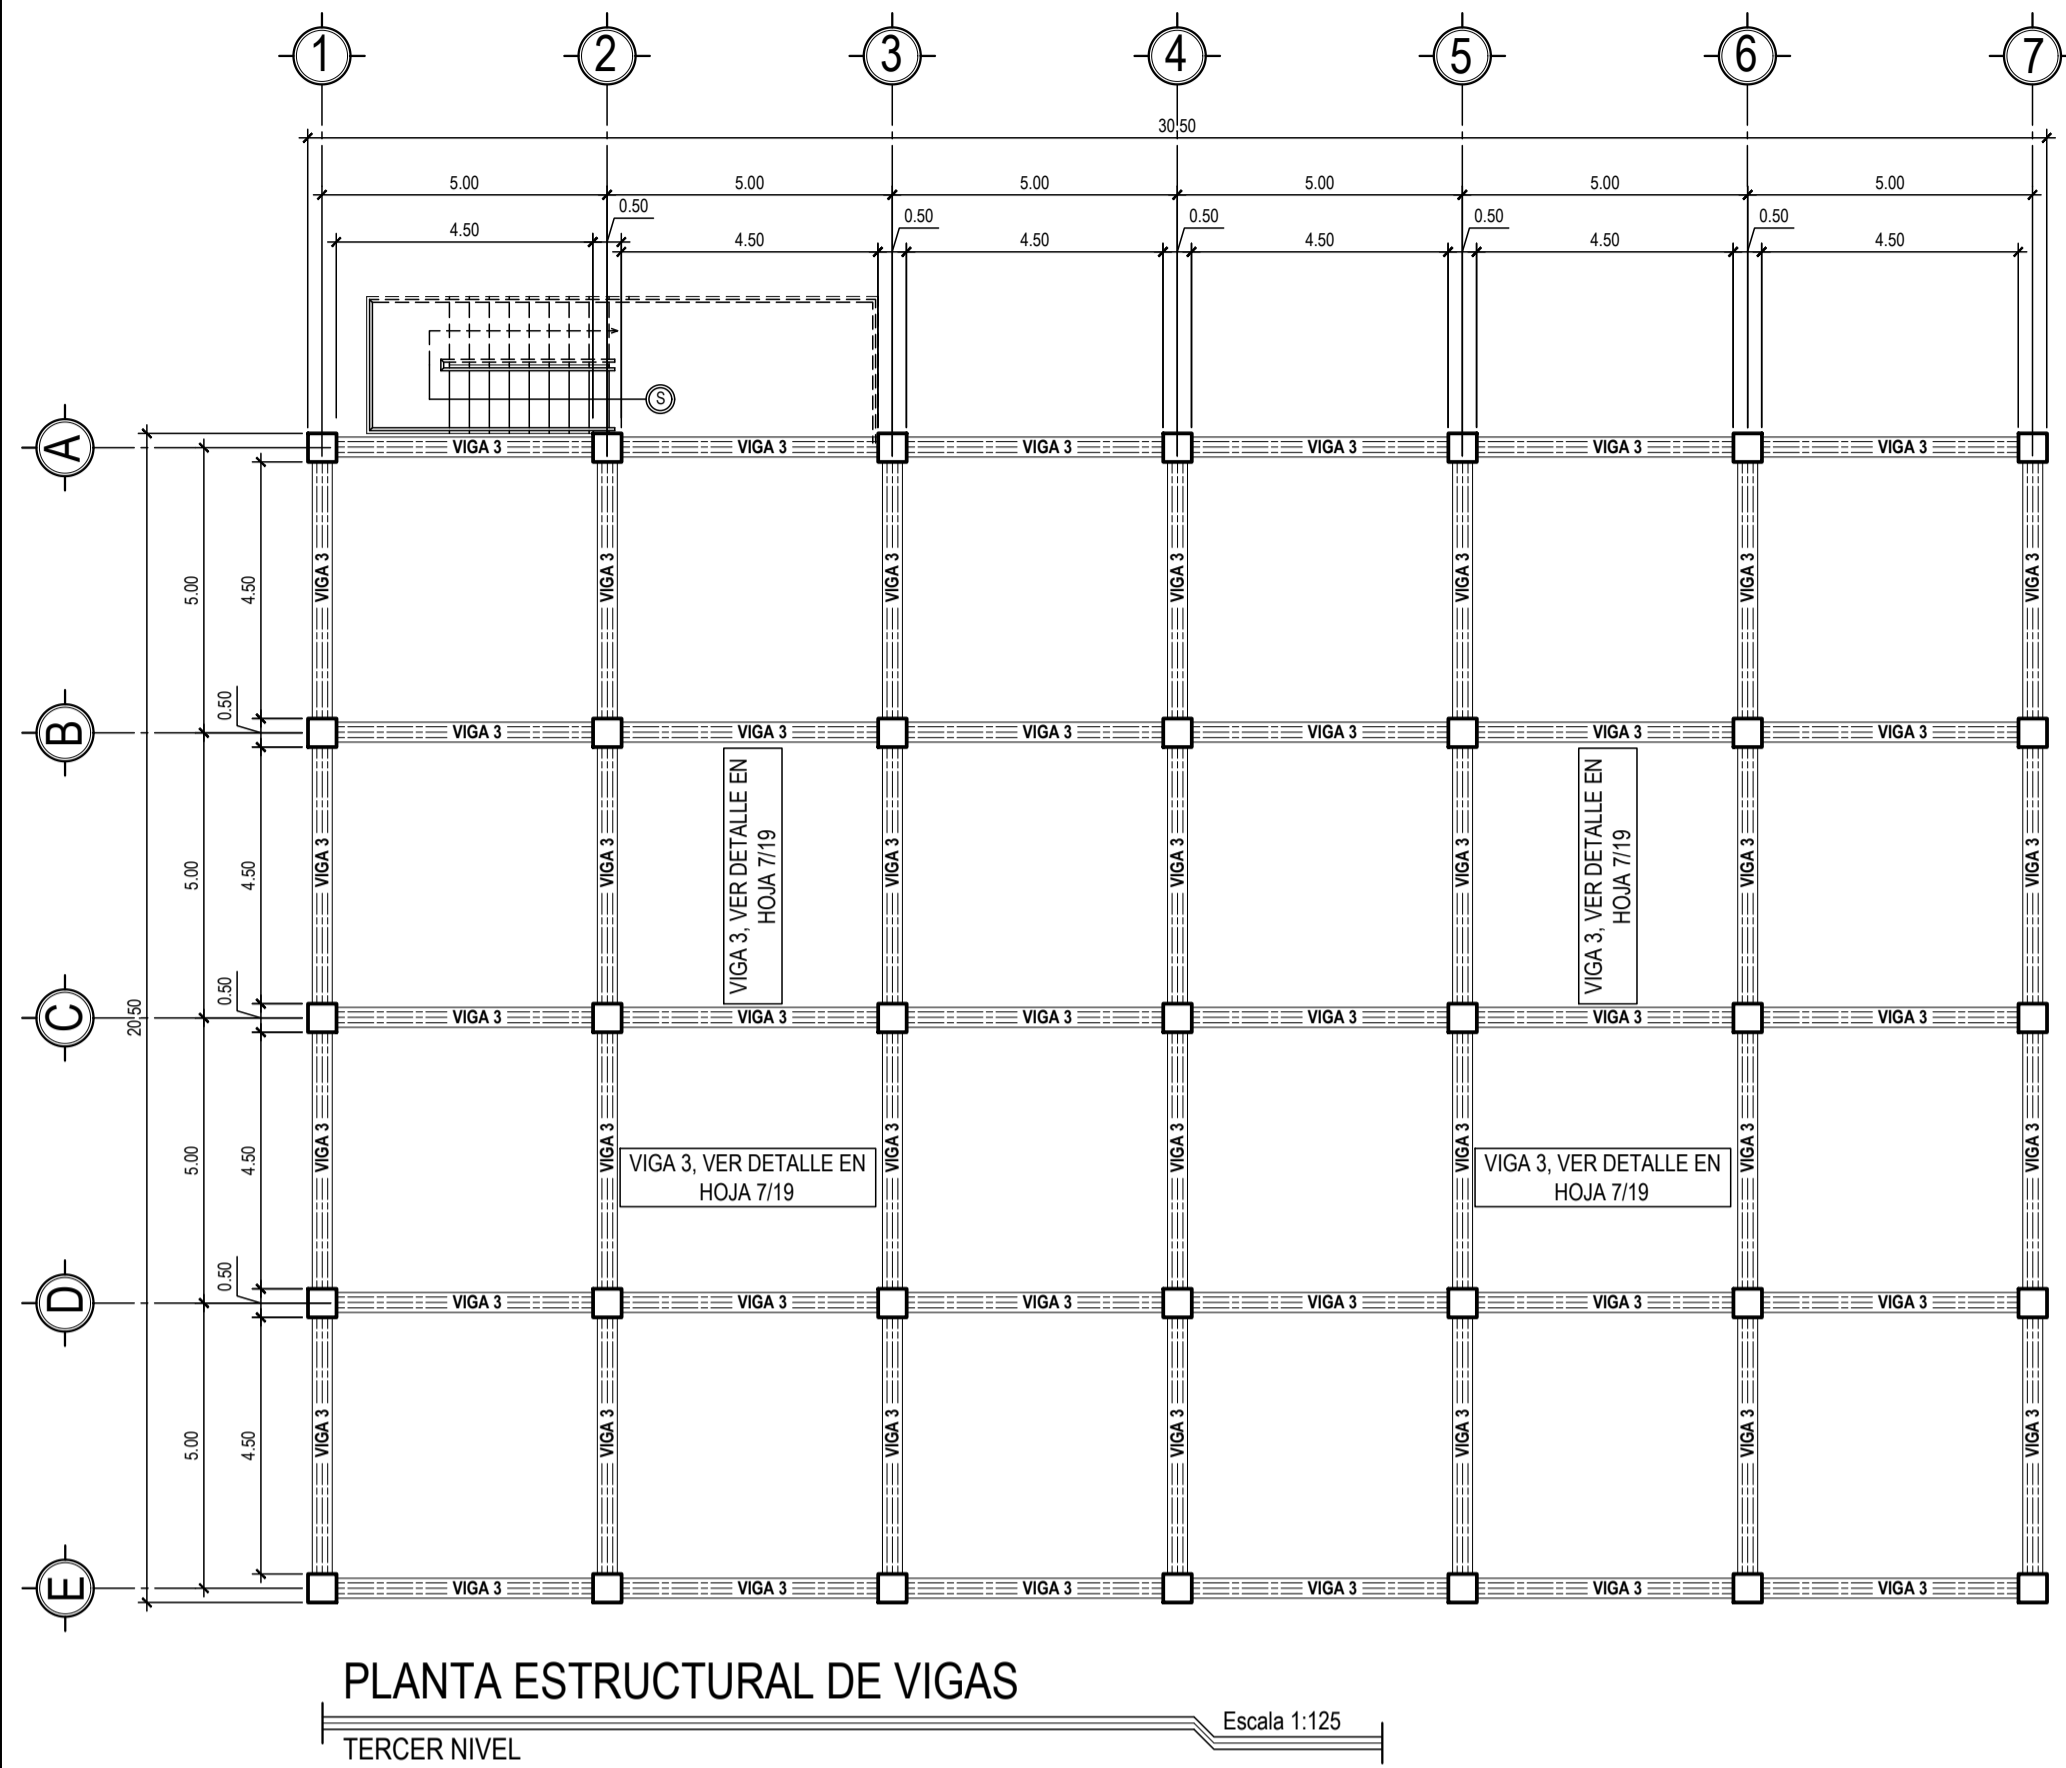 1 2 3 4 5 6 7
30.50
5.00 5.00 5.00 5.00 5.00 5.00
0.50 0.50 0.50 0.50 0.50
4.50 4.50 4.50 4.50 4.50 4.50
S
A
VIGA 3 VIGA 3 VIGA 3 VIGA 3 VIGA 3 VIGA 3
5.00 4.50 VIGA 3 VIGA 3 VIGA 3 VIGA 3 VIGA 3 VIGA 3 VIGA 3
0.50
B
VIGA 3 VIGA 3 VIGA 3 VIGA 3 VIGA 3 VIGA 3
5.00 4.50 VIGA 3 VIGA 3 VIGA 3 VIGA 3 VIGA 3 VIGA 3 VIGA 3
VIGA 3, VER DETALLE EN
HOJA 7/19
VIGA 3, VER DETALLE EN
HOJA 7/19
0.50
C
20.50
VIGA 3 VIGA 3 VIGA 3 VIGA 3 VIGA 3 VIGA 3
5.00 4.50 VIGA 3 VIGA 3 VIGA 3 VIGA 3 VIGA 3 VIGA 3 VIGA 3
VIGA 3, VER DETALLE EN
HOJA 7/19
VIGA 3, VER DETALLE EN
HOJA 7/19
0.50
D
VIGA 3 VIGA 3 VIGA 3 VIGA 3 VIGA 3 VIGA 3
5.00 4.50 VIGA 3 VIGA 3 VIGA 3 VIGA 3 VIGA 3 VIGA 3 VIGA 3
E
VIGA 3 VIGA 3 VIGA 3 VIGA 3 VIGA 3 VIGA 3
PLANTA ESTRUCTURAL DE VIGAS
Escala 1:125
TERCER NIVEL